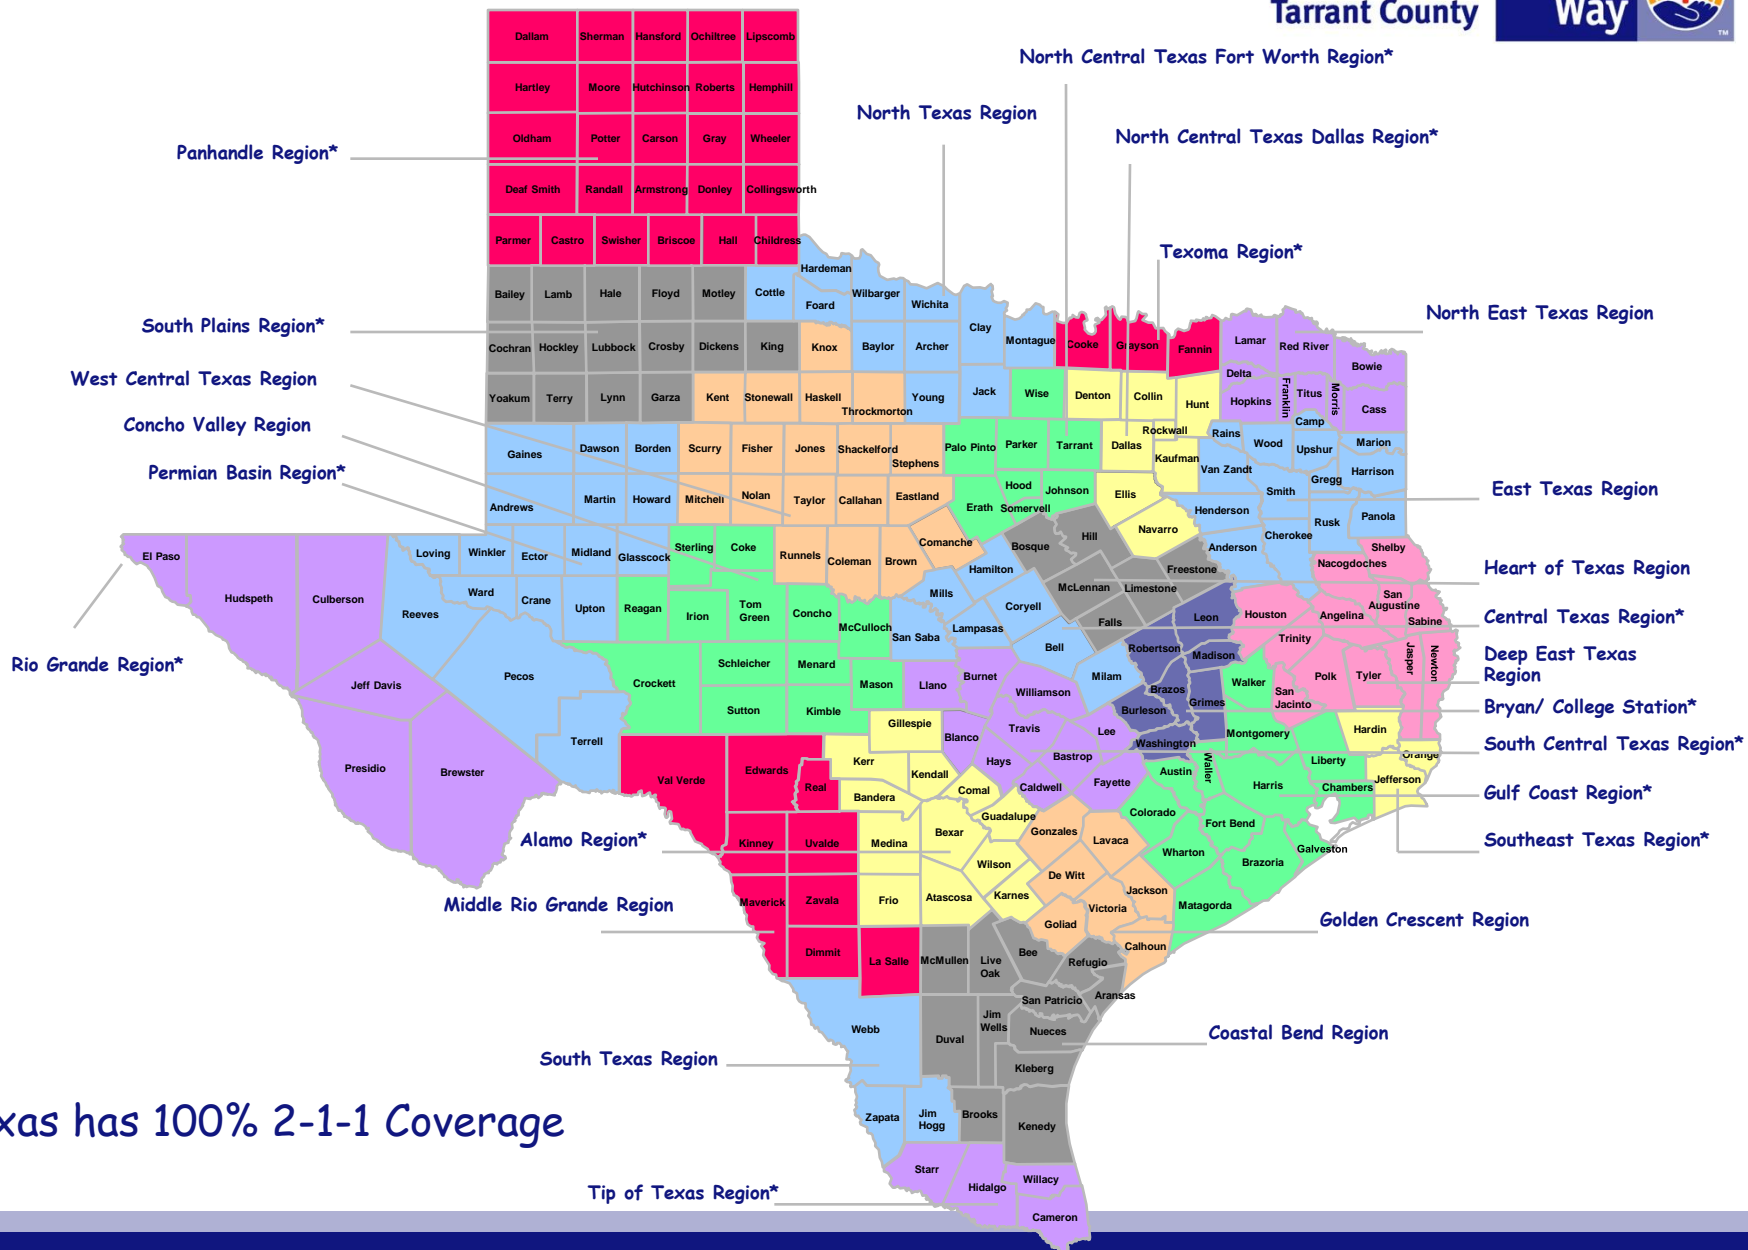 Tarrant County
Way
TM
North Central Texas Fort Worth Region*
North Texas Region
North Central Texas Dallas Region*
Panhandle Region*
Texoma Region*
South Plains Region*
North East Texas Region
West Central Texas Region
Concho Valley Region
Permian Basin Region*
East Texas Region
Heart of Texas Region
Central Texas Region*
Rio Grande Region*
Deep East Texas
Region
Bryan/ College Station*
South Central Texas Region*
Gulf Coast Region*
Alamo Region*
Southeast Texas Region*
Middle Rio Grande Region
Golden Crescent Region
Coastal Bend Region
South Texas Region
xas has 100% 2-1-1 Coverage
Tip of Texas Region*
Dallam Sherman Hansford Ochiltree Lipscomb
Hartley Moore Hutchinson Roberts Hemphill
Oldham Potter Carson Gray Wheeler
Deaf Smith Randall Armstrong Donley Collingsworth
Parmer Castro Swisher Briscoe Hall Childress
Hardeman
Bailey Lamb Hale Floyd Motley Cottle Foard Wilbarger Wichita
Clay Montague Cooke Grayson Fannin Lamar Red River Bowie
Cochran Hockley Lubbock Crosby Dickens King Knox Baylor Archer
Delta Hopkins Franklin Titus Morris Cass Camp
Yoakum Terry Lynn Garza Kent Stonewall Haskell Throckmorton Young Jack Wise Denton Collin Hunt
Rockwall Rains Wood Upshur Marion
Gaines Dawson Borden Scurry Fisher Jones Shackelford Stephens Palo Pinto Parker Tarrant Dallas Kaufman Van Zandt Harrison Gregg
Andrews Martin Howard Mitchell Nolan Taylor Callahan Eastland Erath Hood Somervell Johnson Ellis Henderson Smith Rusk Panola
Navarro Hill Bosque Anderson Cherokee Shelby Nacogdoches
El Paso Hudspeth Culberson Loving Winkler Ector Midland Glasscock Sterling Coke Runnels Coleman Brown Comanche Hamilton
Freestone Limestone McLennan Falls Leon Houston Angelina San
Augustine Sabine
Reeves Ward Crane Upton Reagan Irion Tom
Green Concho McCulloch Mills San Saba Lampasas Coryell Bell
Robertson Madison Trinity Polk Tyler Jasper Newton
Pecos Crockett Schleicher Menard Mason Llano Burnet Williamson Milam Brazos Grimes Walker San
Jacinto
Jeff Davis Sutton Kimble Gillespie Blanco Travis Lee Burleson Washington Montgomery Hardin Orange
Presidio Brewster Terrell Val Verde Edwards Real Kerr Kendall Bandera Comal Hays Caldwell Bastrop Fayette Austin Waller Harris Liberty Chambers Jefferson
Kinney Uvalde Medina Bexar Guadalupe Wilson Gonzales Lavaca Colorado Wharton Fort Bend Brazoria Galveston
Maverick Zavala Frio Atascosa Karnes De Witt Victoria Jackson Matagorda Goliad Calhoun
Dimmit La Salle McMullen Live
Oak Bee Refugio Aransas San Patricio
Webb Duval Jim
Wells Nueces Kleberg
Zapata Jim
Hogg Brooks Kenedy
Starr Hidalgo Willacy Cameron